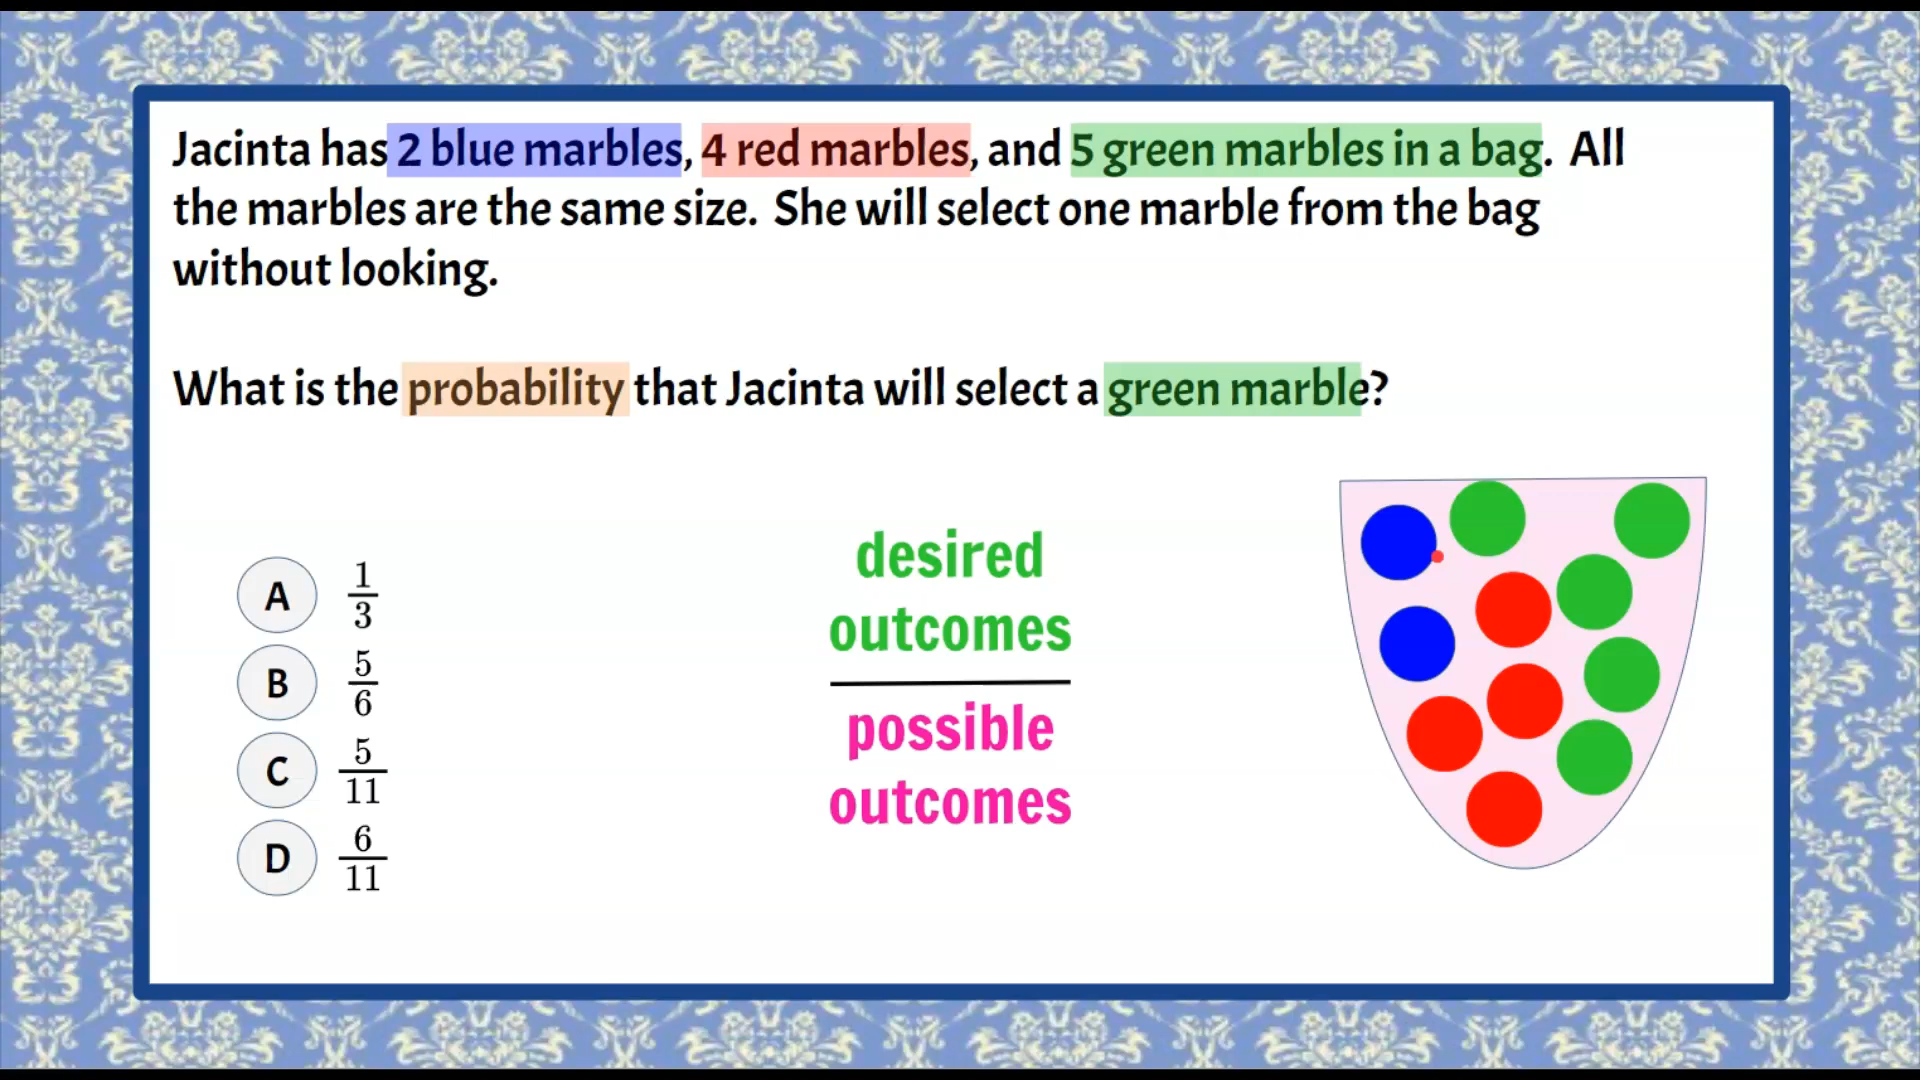 Jacinta has 2 blue marbles, 4 red marbles, and 5 green marbles in a bag. All
the marbles are the same size. She will select one marble from the bag
without looking.
What is the probability that Jacinta will select a green marble?
A 1/3
B 5/6
C 5/11
D 6/11
desired
outcomes
possible
outcomes